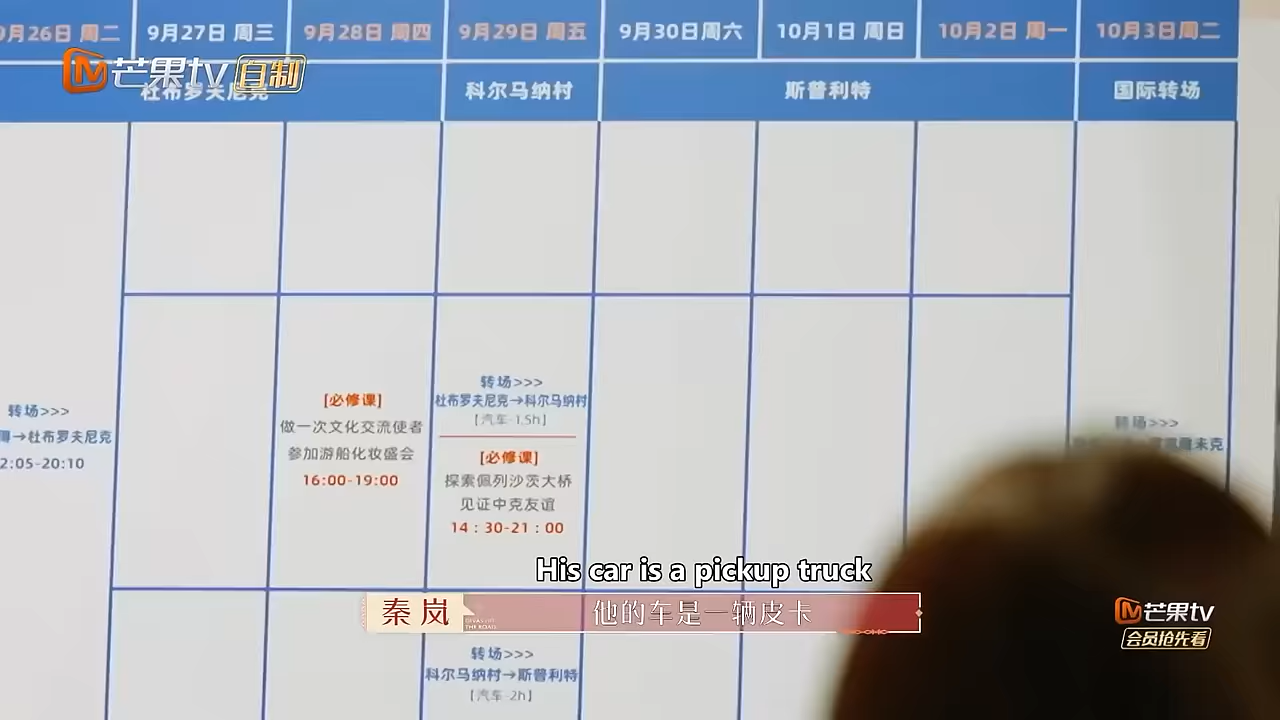 9月26日 周二
9月27日 周三
9月28日 周四
9月29日 周五
9月30日周六
10月1日 周日
10月2日 周一
10月3日周二
芒果tv 自制
杜布罗夫尼克
科尔马纳村
斯普利特
国际转场
转场>>>
→杜布罗夫尼克
2:05-20:10
[必修课]
做一次文化交流使者
参加游船化妆盛会
16:00-19:00
转场>>>
杜布罗夫尼克→科尔马纳村
[汽车-1.5h]
[必修课]
探索佩列沙茨大桥
见证中克友谊
14:30-21:00
转场>>>
雅未克
转场>>>
科尔马纳村→斯普利特
[汽车-2h]
His car is a pickup truck
秦岚
他的车是一辆皮卡
芒果tv
会员抢先看